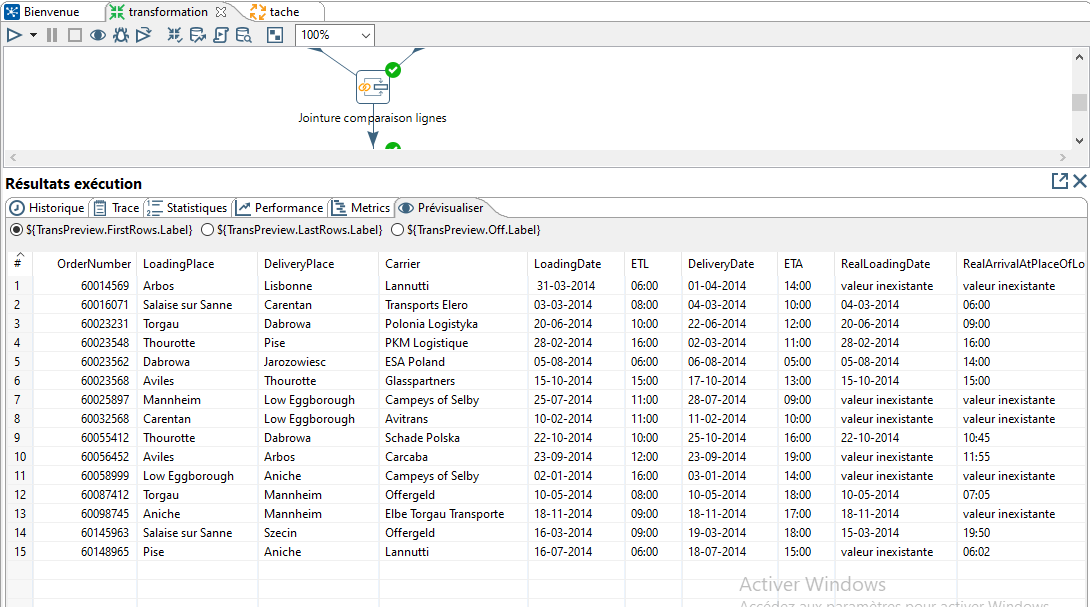 Bienvenue transformation tache
100%
Jointure comparaison lignes
Résultats exécution
Historique Trace Statistiques Performance Metrics Prévisualiser
${TransPreview.FirstRows.Label} ${TransPreview.LastRows.Label} ${TransPreview.Off.Label}
# OrderNumber LoadingPlace DeliveryPlace Carrier LoadingDate ETL DeliveryDate ETA RealLoadingDate RealArrivalAtPlaceOfLo
1 60014569 Arbos Lisbonne Lannutti 31-03-2014 06:00 01-04-2014 14:00 valeur inexistante valeur inexistante
2 60016071 Salaise sur Sanne Carentan Transports Elero 03-03-2014 08:00 04-03-2014 10:00 04-03-2014 06:00
3 60023231 Torgau Dabrowa Polonia Logistyka 20-06-2014 10:00 22-06-2014 12:00 20-06-2014 09:00
4 60023548 Thourotte Pise PKM Logistique 28-02-2014 16:00 02-03-2014 11:00 28-02-2014 16:00
5 60023562 Dabrowa Jarozowiesc ESA Poland 05-08-2014 06:00 06-08-2014 05:00 05-08-2014 14:00
6 60023568 Aviles Thourotte Glasspartners 15-10-2014 15:00 17-10-2014 13:00 15-10-2014 15:00
7 60025897 Mannheim Low Eggborough Campeys of Selby 25-07-2014 11:00 28-07-2014 09:00 valeur inexistante valeur inexistante
8 60032568 Carentan Low Eggborough Avitrans 10-02-2014 11:00 11-02-2014 10:00 valeur inexistante valeur inexistante
9 60055412 Thourotte Dabrowa Schade Polska 22-10-2014 10:00 25-10-2014 16:00 22-10-2014 10:45
10 60056452 Aviles Arbos Carcaba 23-09-2014 12:00 23-09-2014 19:00 valeur inexistante 11:55
11 60058999 Low Eggborough Aniche Campeys of Selby 02-01-2014 16:00 03-01-2014 14:00 valeur inexistante valeur inexistante
12 60087412 Torgau Mannheim Offergeld 10-05-2014 08:00 10-05-2014 18:00 10-05-2014 07:05
13 60098745 Aniche Mannheim Elbe Torgau Transporte 18-11-2014 09:00 18-11-2014 17:00 18-11-2014 valeur inexistante
14 60145963 Salaise sur Sanne Szecin Offergeld 16-03-2014 09:00 19-03-2014 18:00 15-03-2014 19:50
15 60148965 Pise Aniche Lannutti 16-07-2014 06:00 18-07-2014 15:00 valeur inexistante 06:02
Activer Windows
Accédez aux paramètres pour activer Windows